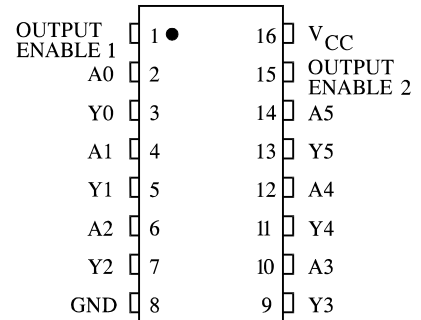 OUTPUT
ENABLE 1 1 16 VCC
A0 2 15 OUTPUT
ENABLE 2
Y0 3 14 A5
A1 4 13 Y5
Y1 5 12 A4
A2 6 11 Y4
Y2 7 10 A3
GND 8 9 Y3